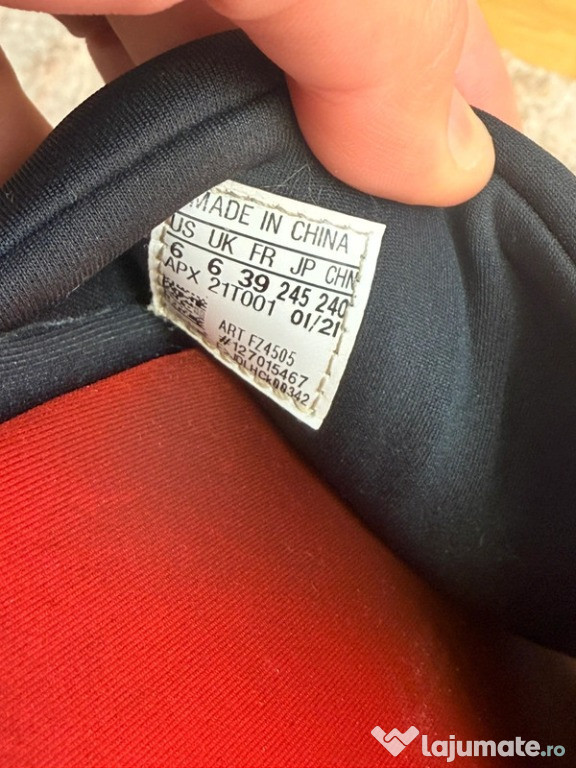 MADE IN CHINA
US UK FR JP CHN
6 6 39 245 240
APX 21T001 01/21
ART FZ4505
#127015467
lajumate.ro